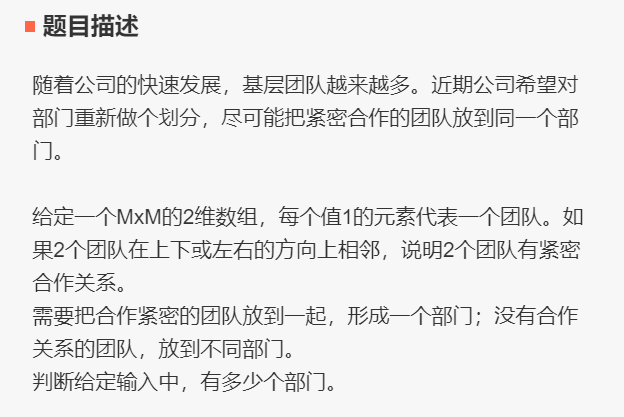 题目描述
随着公司的快速发展，基层团队越来越多。近期公司希望对
部门重新做个划分，尽可能把紧密合作的团队放到同一个部
门。
给定一个MxM的2维数组，每个值1的元素代表一个团队。如
果2个团队在上下或左右的方向上相邻，说明2个团队有紧密
合作关系。
需要把合作紧密的团队放到一起，形成一个部门；没有合作
关系的团队，放到不同部门。
判断给定输入中，有多少个部门。